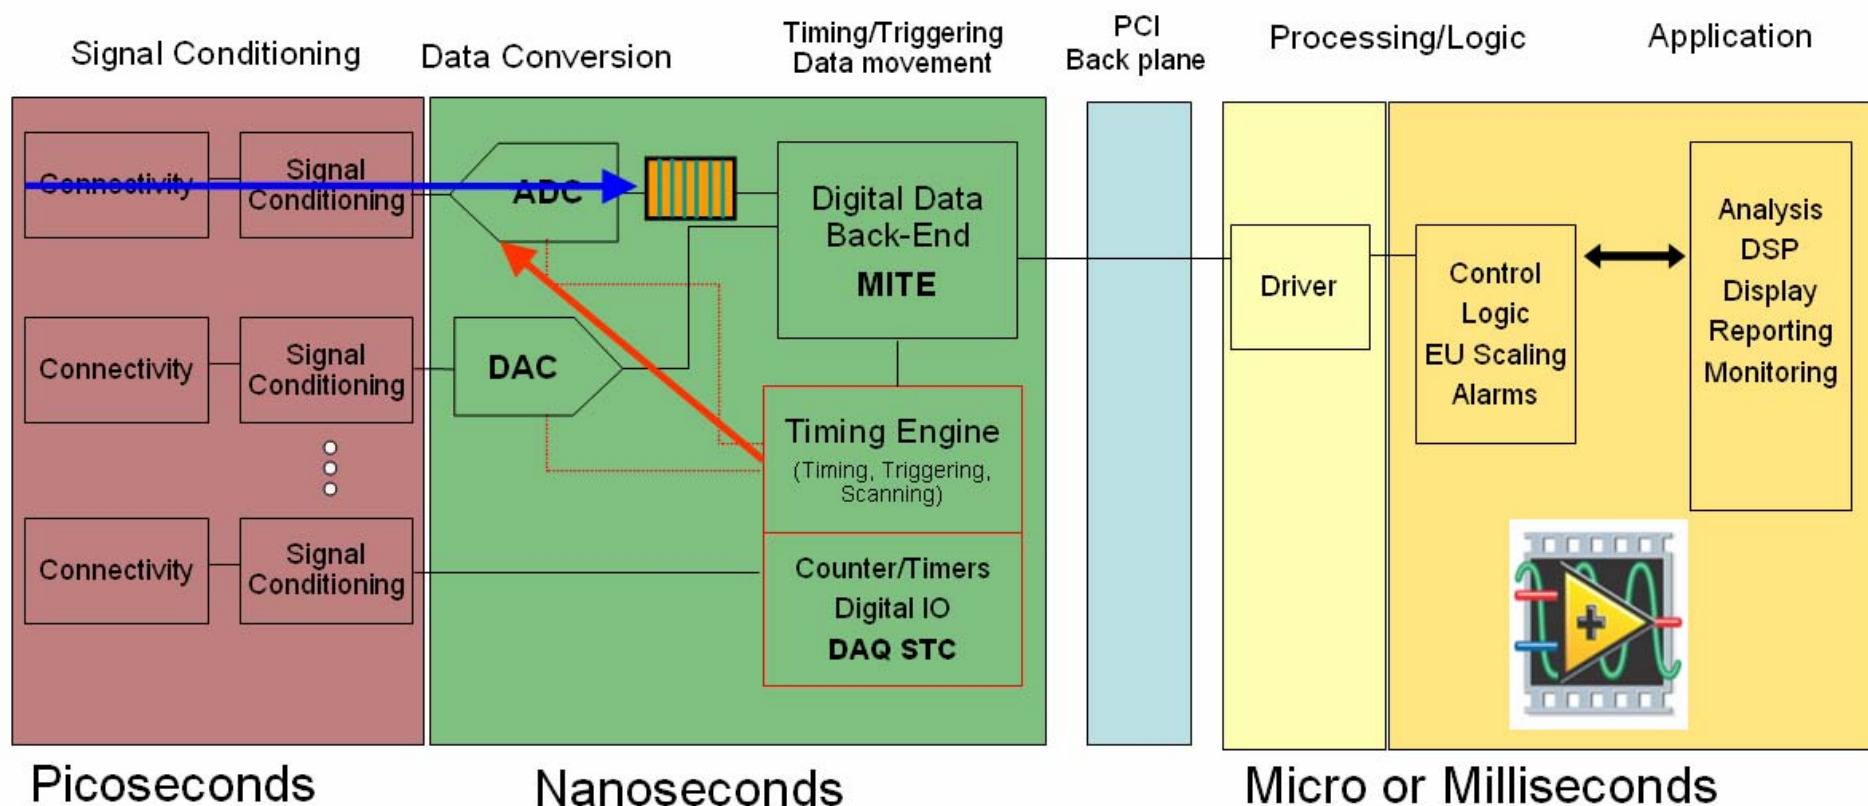 Signal Conditioning
Data Conversion
Timing/Triggering
Data movement
PCI
Back plane
Processing/Logic
Application
Connectivity
Signal
Conditioning
ADC
Digital Data
Back-End
MITE
Connectivity
Signal
Conditioning
DAC
Timing Engine
(Timing, Triggering,
Scanning)
Connectivity
Signal
Conditioning
Counter/Timers
Digital IO
DAQ STC
Driver
Control
Logic
EU Scaling
Alarms
Analysis
DSP
Display
Reporting
Monitoring
Picoseconds
Nanoseconds
Micro or Milliseconds